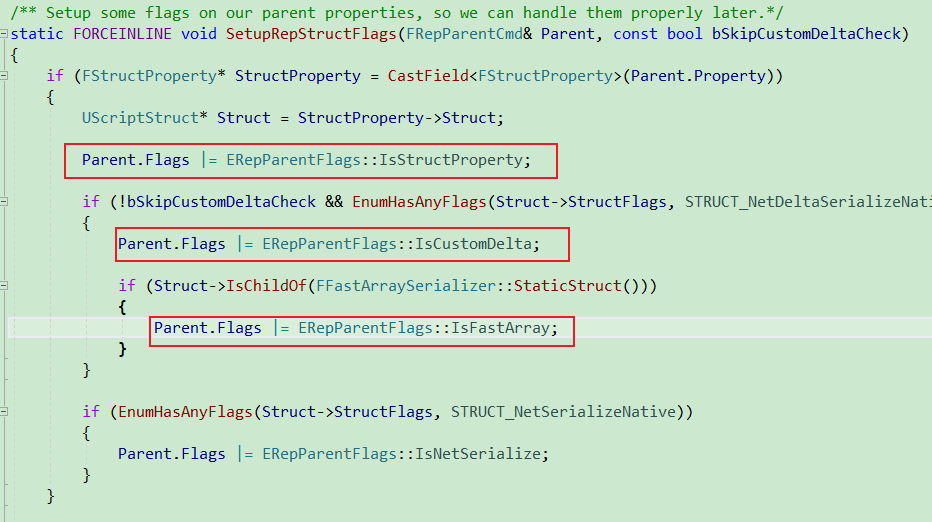 /** Setup some flags on our parent properties, so we can handle them properly later.*/
static FORCEINLINE void SetupRepStructFlags(FRepParentCmd& Parent, const bool bSkipCustomDeltaCheck)
{
if (FStructProperty* StructProperty = CastField<FStructProperty>(Parent.Property))
{
UScriptStruct* Struct = StructProperty->Struct;
Parent.Flags |= ERepParentFlags::IsStructProperty;
if (!bSkipCustomDeltaCheck && EnumHasAnyFlags(Struct->StructFlags, STRUCT_NetDeltaSerializeNati
{
Parent.Flags |= ERepParentFlags::IsCustomDelta;
if (Struct->IsChildOf(FFastArraySerializer::StaticStruct()))
{
Parent.Flags |= ERepParentFlags::IsFastArray;
}
}
if (EnumHasAnyFlags(Struct->StructFlags, STRUCT_NetSerializeNative))
{
Parent.Flags |= ERepParentFlags::IsNetSerialize;
}
}